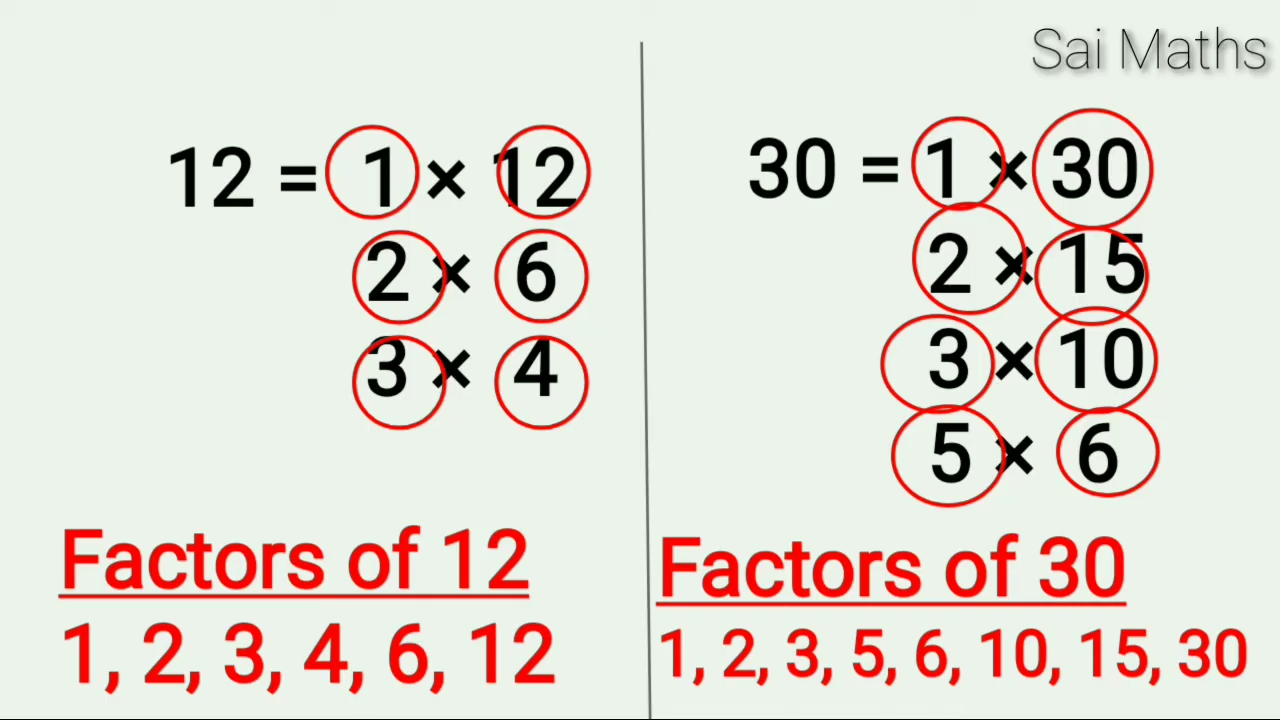 Sai Maths
12 = 1 × 12
2 × 6
3 × 4
Factors of 12
1, 2, 3, 4, 6, 12
30 = 1 × 30
2 × 15
3 × 10
5 × 6
Factors of 30
1, 2, 3, 5, 6, 10, 15, 30